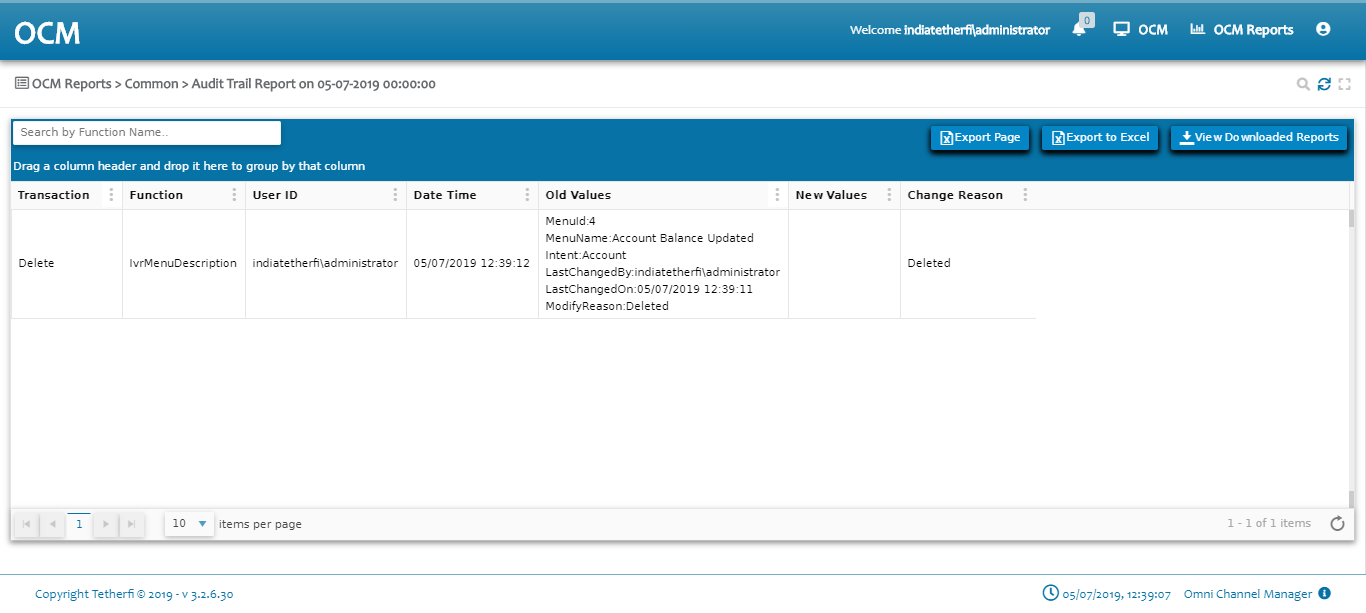 OCM
Welcome indiatetherfi\administrator
0
OCM
OCM Reports
OCM Reports > Common > Audit Trail Report on 05-07-2019 00:00:00
Search by Function Name..
Export Page
Export to Excel
View Downloaded Reports
Drag a column header and drop it here to group by that column
Transaction Function User ID Date Time Old Values New Values Change Reason
MenuId:4
MenuName:Account Balance Updated
Intent:Account
Delete IvrMenuDescription indiatetherfi\administrator 05/07/2019 12:39:12 Deleted
LastChangedBy:indiatetherfi\administrator
LastChangedOn:05/07/2019 12:39:11
ModifyReason:Deleted
1
10
items per page
1 - 1 of 1 items
Copyright Tetherfi © 2019 - v 3.2.6.30
05/07/2019, 12:39:07
Omni Channel Manager